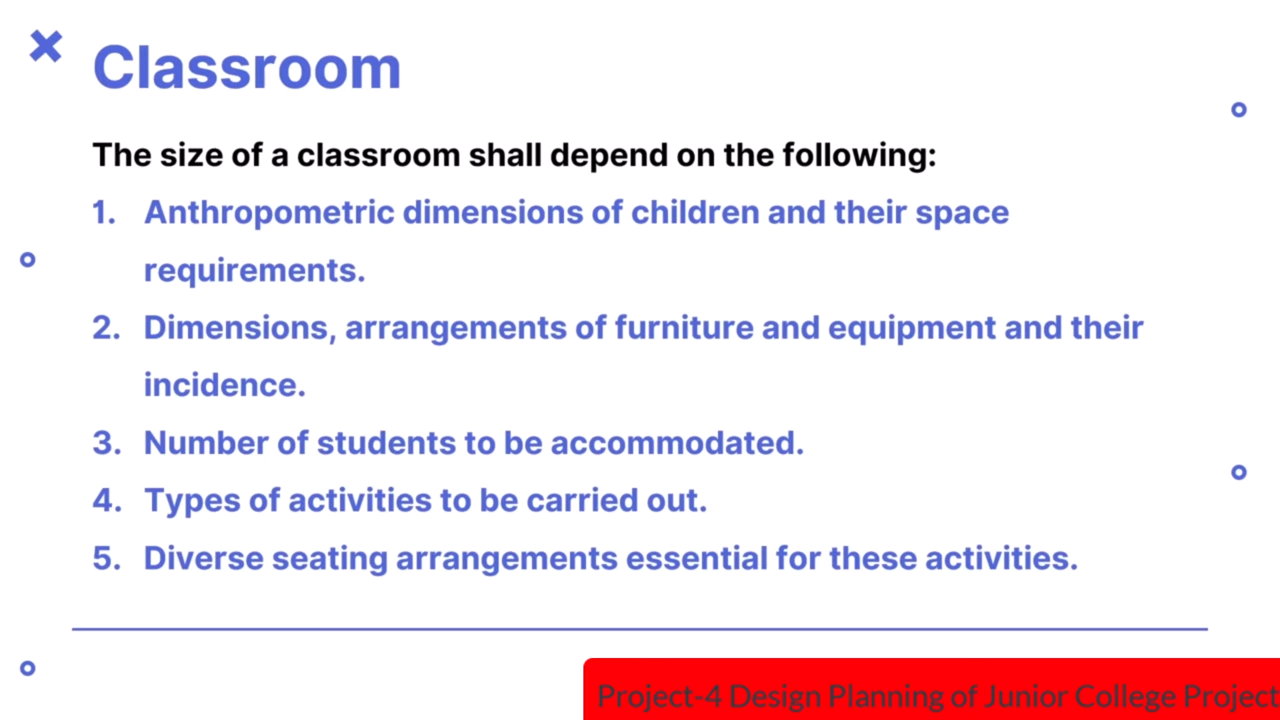 Classroom
The size of a classroom shall depend on the following:
1. Anthropometric dimensions of children and their space
requirements.
2. Dimensions, arrangements of furniture and equipment and their
incidence.
3. Number of students to be accommodated.
4. Types of activities to be carried out.
5. Diverse seating arrangements essential for these activities.
Project-4 Design Planning of Junior College Project